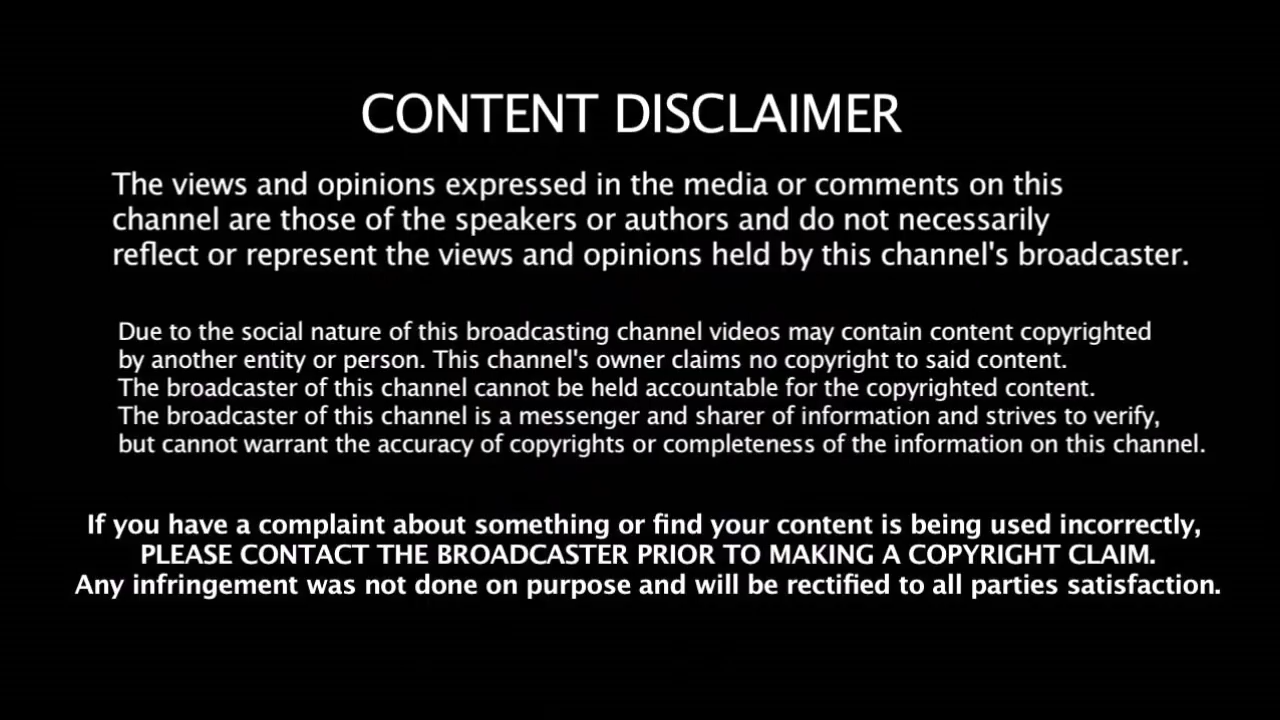 CONTENT DISCLAIMER
The views and opinions expressed in the media or comments on this
channel are those of the speakers or authors and do not necessarily
reflect or represent the views and opinions held by this channel's broadcaster.
Due to the social nature of this broadcasting channel videos may contain content copyrighted
by another entity or person. This channel's owner claims no copyright to said content.
The broadcaster of this channel cannot be held accountable for the copyrighted content.
The broadcaster of this channel is a messenger and sharer of information and strives to verify,
but cannot warrant the accuracy of copyrights or completeness of the information on this channel.
If you have a complaint about something or find your content is being used incorrectly,
PLEASE CONTACT THE BROADCASTER PRIOR TO MAKING A COPYRIGHT CLAIM.
Any infringement was not done on purpose and will be rectified to all parties satisfaction.